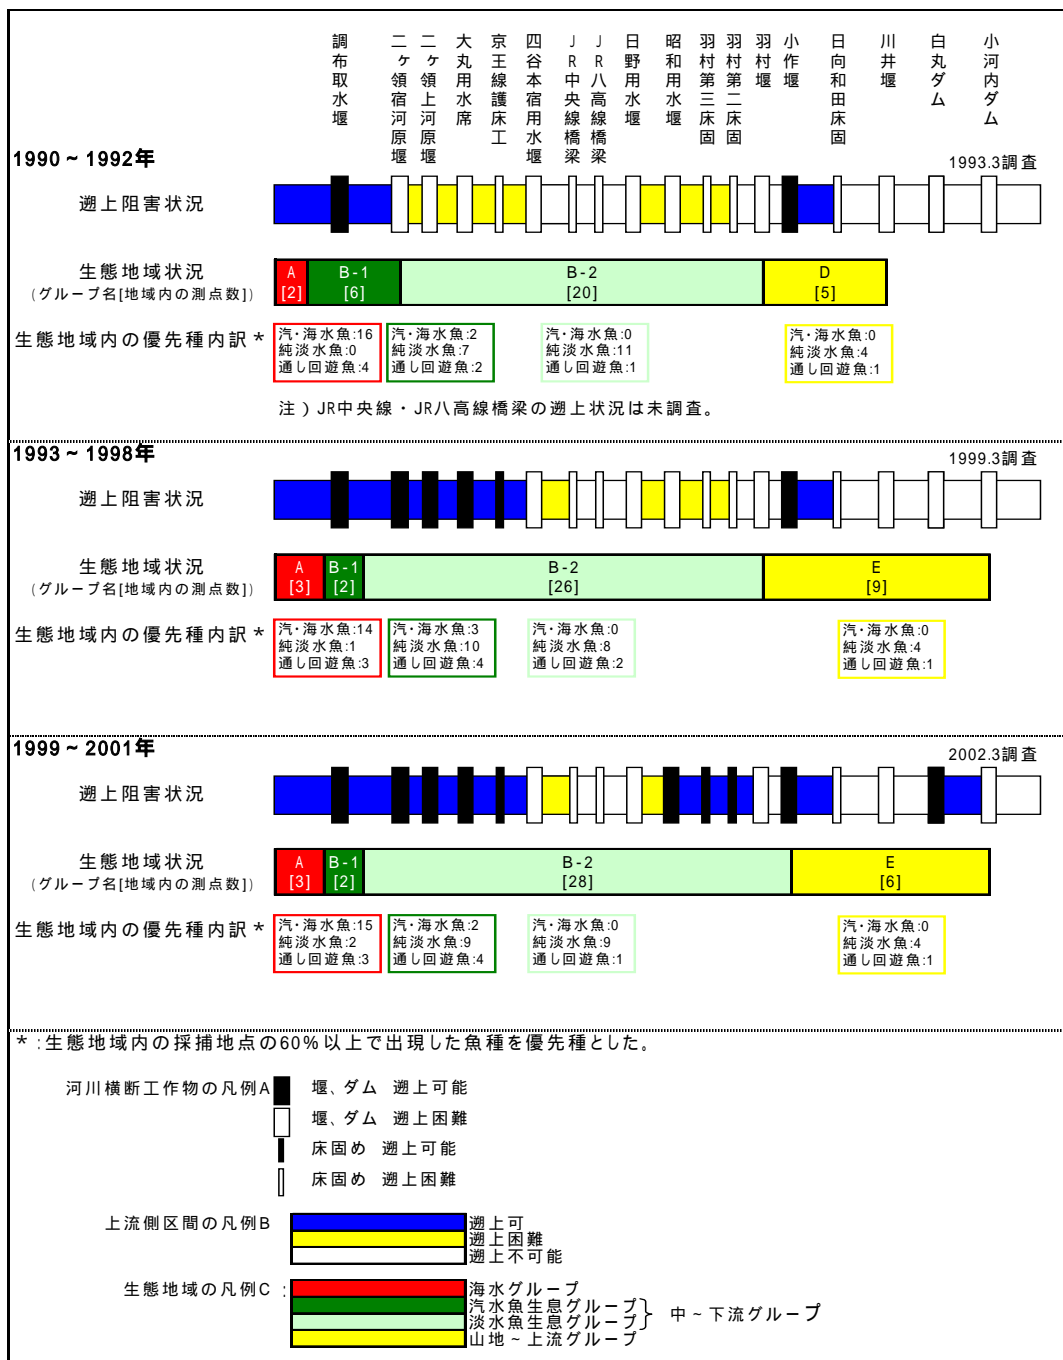 調布取水堰
二ヶ領宿河原堰
二ヶ領上河原堰
大丸用水席
京王線護床工
四谷本宿用水堰
JR中央線橋梁
JR八高線橋梁
日野用水堰
昭和用水堰
羽村第三床固
羽村第二床固
羽村堰
小作堰
日向和田床固
川井堰
白丸ダム
小河内ダム
1990～1992年
1993.3調査
遡上阻害状況
生態地域状況
(グループ名[地域内の測点数])
A
[2]
B-1
[6]
B-2
[20]
D
[5]
生態地域内の優先種内訳*
汽・海水魚:16
純淡水魚:0
通し回遊魚:4
汽・海水魚:2
純淡水魚:7
通し回遊魚:2
汽・海水魚:0
純淡水魚:11
通し回遊魚:1
汽・海水魚:0
純淡水魚:4
通し回遊魚:1
注）JR中央線・JR八高線橋梁の遡上状況は未調査。
1993～1998年
1999.3調査
遡上阻害状況
生態地域状況
(グループ名[地域内の測点数])
A
[3]
B-1
[2]
B-2
[26]
E
[9]
生態地域内の優先種内訳*
汽・海水魚:14
純淡水魚:1
通し回遊魚:3
汽・海水魚:3
純淡水魚:10
通し回遊魚:4
汽・海水魚:0
純淡水魚:8
通し回遊魚:2
汽・海水魚:0
純淡水魚:4
通し回遊魚:1
1999～2001年
2002.3調査
遡上阻害状況
生態地域状況
(グループ名[地域内の測点数])
A
[3]
B-1
[2]
B-2
[28]
E
[6]
生態地域内の優先種内訳*
汽・海水魚:15
純淡水魚:2
通し回遊魚:3
汽・海水魚:2
純淡水魚:9
通し回遊魚:4
汽・海水魚:0
純淡水魚:9
通し回遊魚:1
汽・海水魚:0
純淡水魚:4
通し回遊魚:1
*:生態地域内の採捕地点の60%以上で出現した魚種を優先種とした。
河川横断工作物の凡例A
堰、ダム 遡上可能
堰、ダム 遡上困難
床固め 遡上可能
床固め 遡上困難
上流側区間の凡例B
遡上可
遡上困難
遡上不可能
生態地域の凡例C:
海水グループ
汽水魚生息グループ
淡水魚生息グループ
山地～上流グループ
中～下流グループ